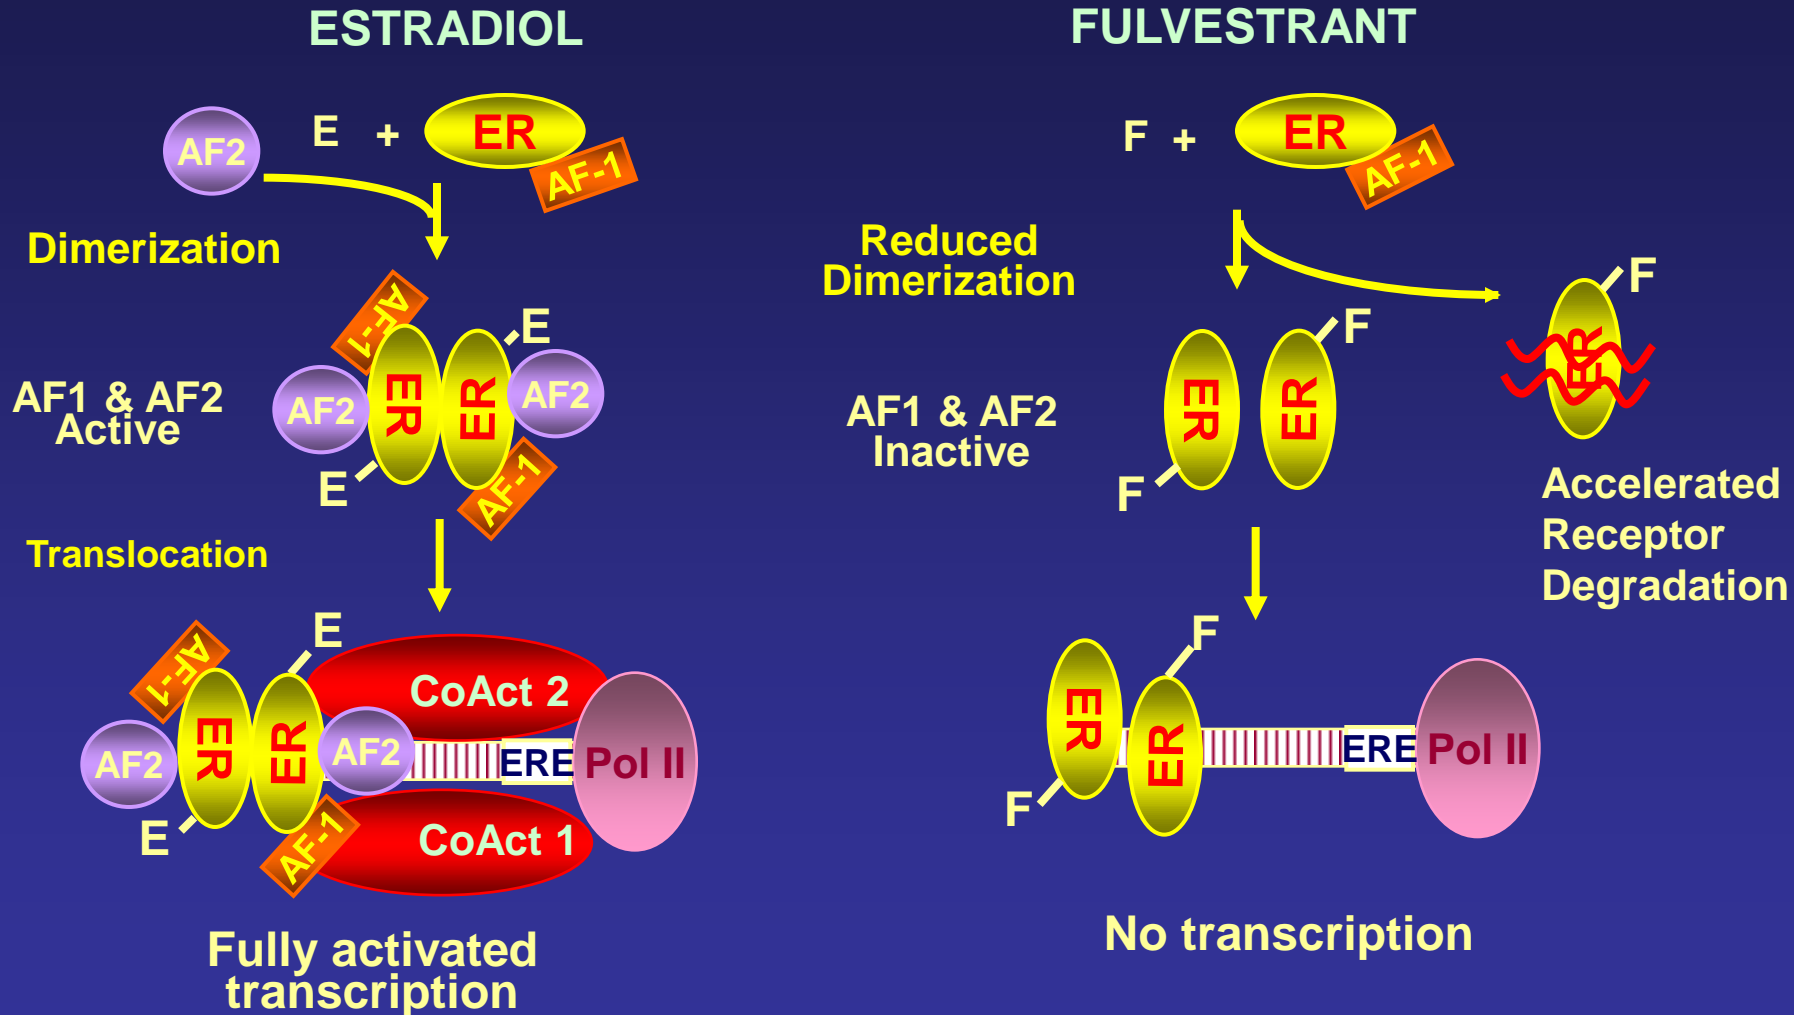 ESTRADIOL
AF2
E +
ER
AF-1
Dimerization
AF-1
E
AF2
ER
ER
AF2
AF1 & AF2
Active
E
AF-1
Translocation
AF-1
E
CoAct 2
AF2
ER
ER
AF2
ERE
Pol II
E
AF-1
CoAct 1
Fully activated
transcription
FULVESTRANT
F +
ER
AF-1
Reduced
Dimerization
F
F
ER
ER
ER
AF1 & AF2
Inactive
F
Accelerated
Receptor
Degradation
F
ER
ER
ERE
Pol II
F
No transcription